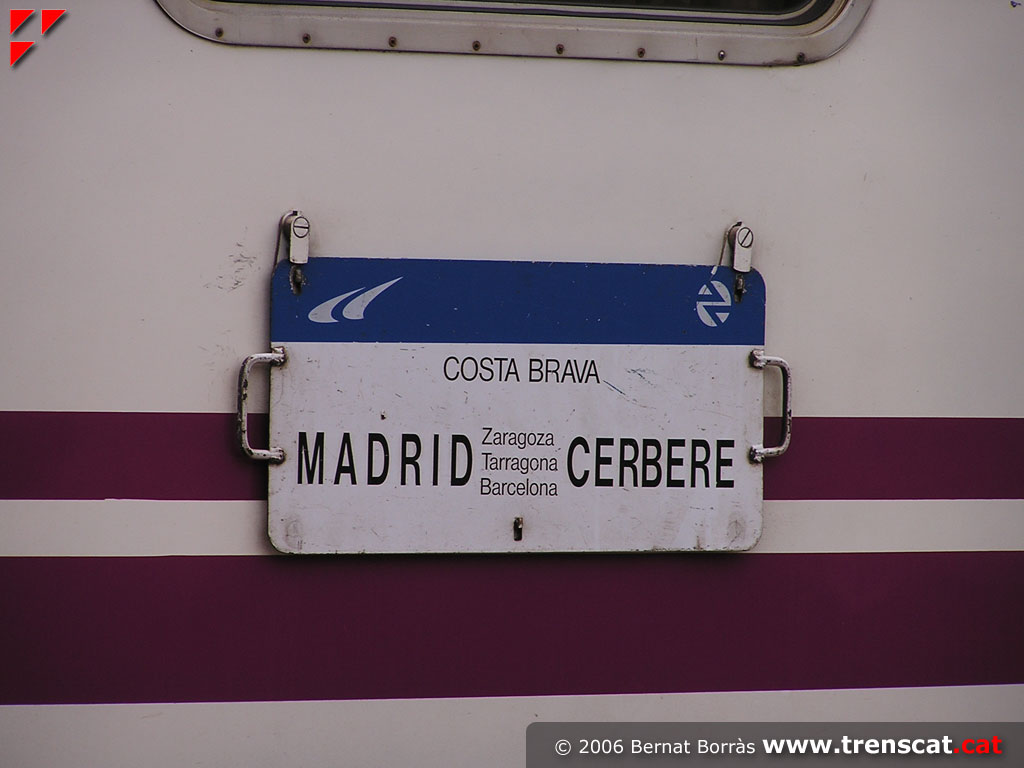 COSTA BRAVA
MADRID Zaragoza Tarragona Barcelona CERBERE
© 2006 Bernat Borràs www.trenscat.cat